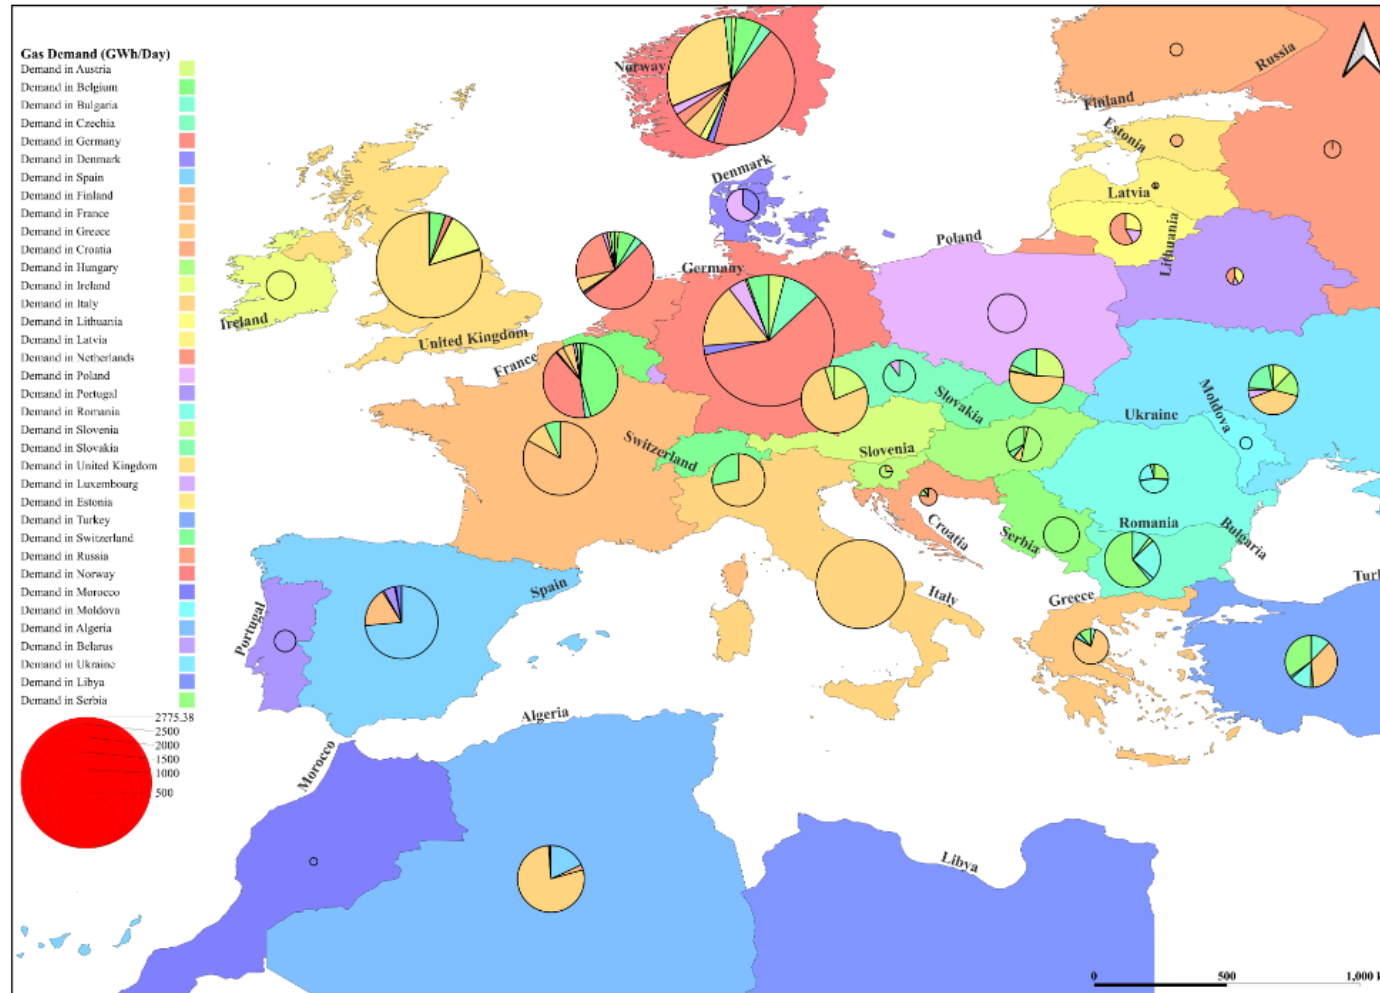 Gas Demand (GWh/Day)
Demand in Austria
Demand in Belgium
Demand in Bulgaria
Demand in Czechia
Demand in Germany
Demand in Denmark
Demand in Spain
Demand in Finland
Demand in France
Demand in Greece
Demand in Croatia
Demand in Hungary
Demand in Ireland
Demand in Italy
Demand in Lithuania
Demand in Latvia
Demand in Netherlands
Demand in Poland
Demand in Portugal
Demand in Romania
Demand in Slovenia
Demand in Slovakia
Demand in United Kingdom
Demand in Luxembourg
Demand in Estonia
Demand in Turkey
Demand in Switzerland
Demand in Russia
Demand in Norway
Demand in Morocco
Demand in Moldova
Demand in Algeria
Demand in Belarus
Demand in Ukraine
Demand in Libya
Demand in Serbia
2775.38
2500
2000
1500
1000
500
Norway
Russia
Finland
Estonia
Denmark
Latvia
Lithuania
Poland
Germany
Ireland
United Kingdom
France
Slovakia
Moldova
Ukraine
Switzerland
Slovenia
Croatia
Serbia
Romania
Bulgaria
Spain
Italy
Greece
Turk
Portugal
Algeria
Morocco
Libya
0
500
1,000 k